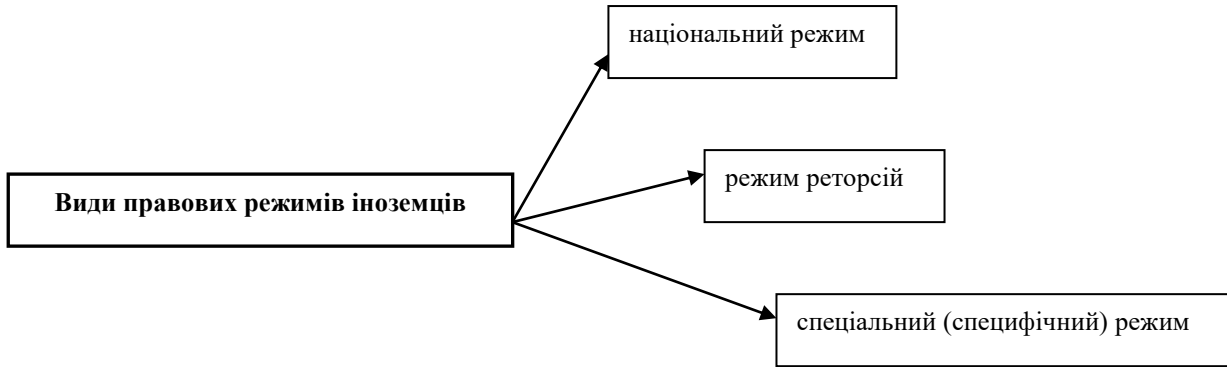 національний режим
режим реторсій
Види правових режимів іноземців
спеціальний (специфічний) режим